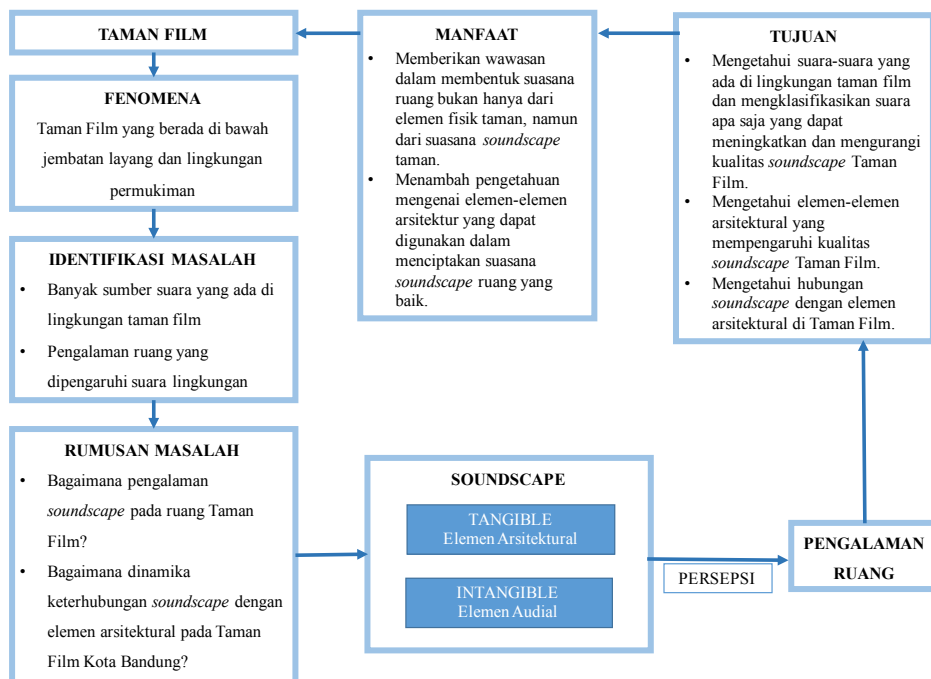 TAMAN FILM
FENOMENA
Taman Film yang berada di bawah
jembatan layang dan lingkungan
permukiman
IDENTIFIKASI MASALAH
• Banyak sumber suara yang ada di
lingkungan taman film
• Pengalaman ruang yang
dipengaruhi suara lingkungan
RUMUSAN MASALAH
• Bagaimana pengalaman
soundscape pada ruang Taman
Film?
• Bagaimana dinamika
keterhubungan soundscape dengan
elemen arsitektural pada Taman
Film Kota Bandung?
SOUNDSCAPE
TANGIBLE
Elemen Arsitektural
INTANGIBLE
Elemen Audial
PERSEPSI
PENGALAMAN
RUANG
TUJUAN
• Mengetahui suara-suara yang
ada di lingkungan taman film
dan mengklasifikasikan suara
apa saja yang dapat
meningkatkan dan mengurangi
kualitas soundscape Taman
Film.
• Mengetahui elemen-elemen
arsitektural yang
mempengaruhi kualitas
soundscape Taman Film.
• Mengetahui hubungan
soundscape dengan elemen
arsitektural di Taman Film.
MANFAAT
• Memberikan wawasan
dalam membentuk suasana
ruang bukan hanya dari
elemen fisik taman, namun
dari suasana soundscape
taman.
• Menambah pengetahuan
mengenai elemen-elemen
arsitektur yang dapat
digunakan dalam
menciptakan suasana
soundscape ruang yang
baik.